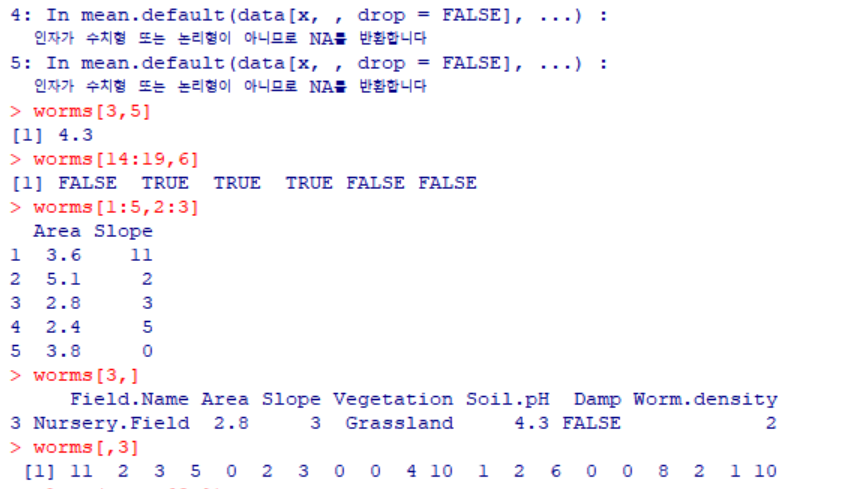 4: In mean.default(data[x, , drop = FALSE], ...) :
인자가 수치형 또는 논리형이 아니므로 NA를 반환합니다
5: In mean.default(data[x, , drop = FALSE], ...) :
인자가 수치형 또는 논리형이 아니므로 NA를 반환합니다
> worms[3,5]
[1] 4.3
> worms[14:19,6]
[1] FALSE  TRUE  TRUE  TRUE FALSE FALSE
> worms[1:5,2:3]
  Area Slope
1  3.6    11
2  5.1     2
3  2.8     3
4  2.4     5
5  3.8     0
> worms[3,]
     Field.Name Area Slope Vegetation Soil.pH  Damp Worm.density
3 Nursery.Field  2.8     3  Grassland     4.3 FALSE            2
> worms[,3]
 [1] 11  2  3  5  0  2  3  0  0  4 10  1  2  6  0  0  8  2  1 10